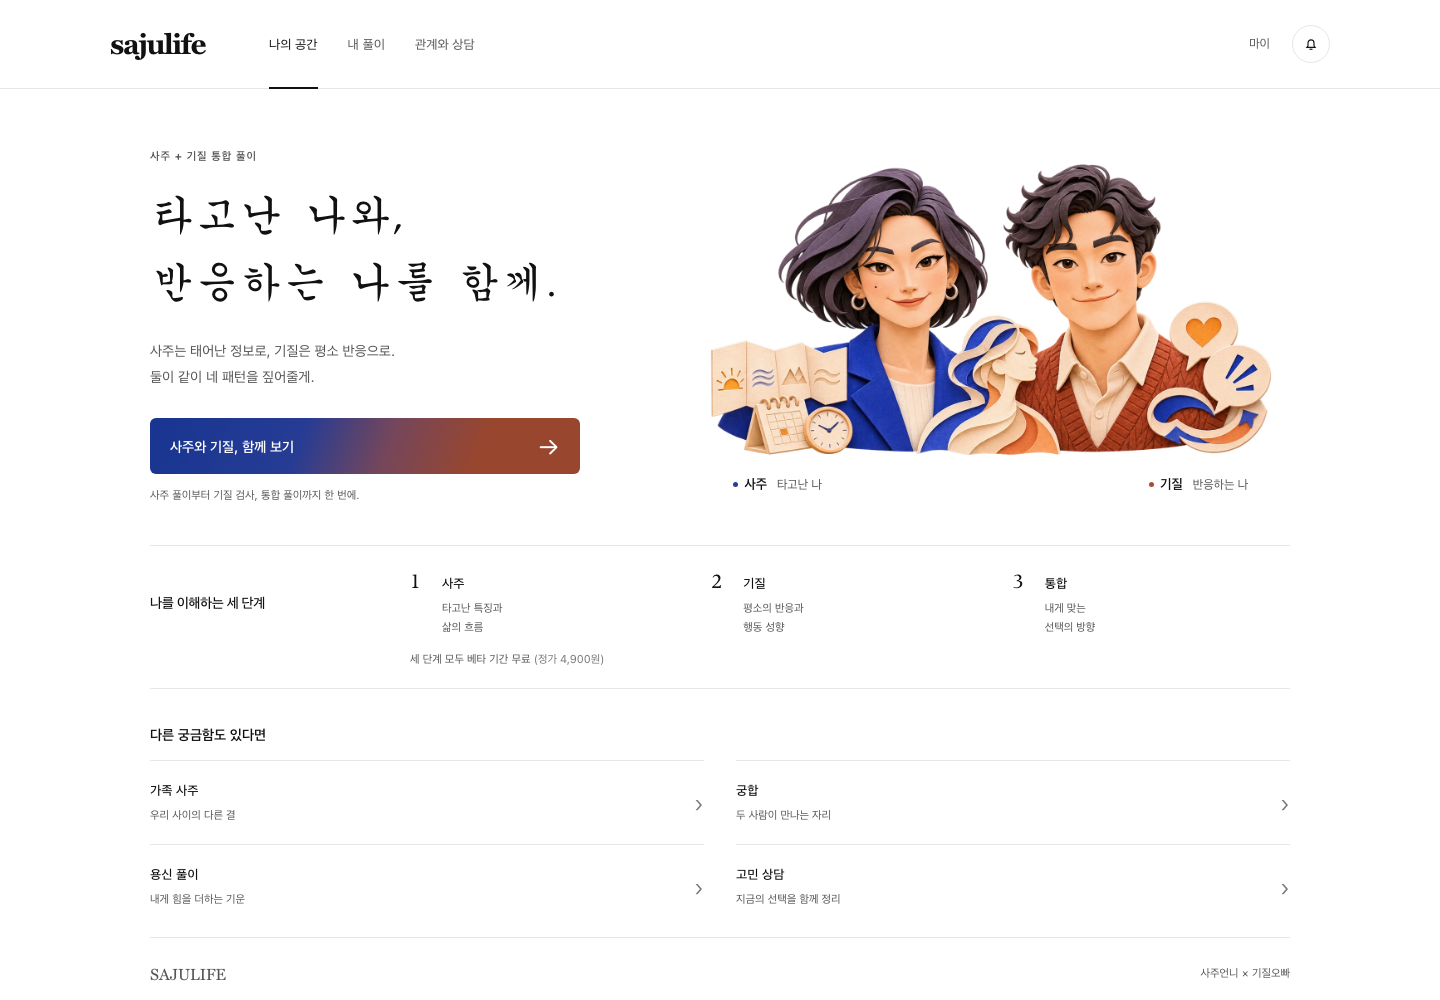 sajulife
나의 공간
내 풀이
관계와 상담
마이
사주 + 기질 통합 풀이
타고난 나와,
반응하는 나를 함께.
사주는 태어난 정보로, 기질은 평소 반응으로.
둘이 같이 네 패턴을 짚어줄게.
사주와 기질, 함께 보기
사주 풀이부터 기질 검사, 통합 풀이까지 한 번에.
사주 타고난 나
기질 반응하는 나
나를 이해하는 세 단계
1 사주
타고난 특징과
삶의 흐름
2 기질
평소의 반응과
행동 성향
3 통합
내게 맞는
선택의 방향
세 단계 모두 베타 기간 무료 (정가 4,900원)
다른 궁금함도 있다면
가족 사주
우리 사이의 다른 결
궁합
두 사람이 만나는 자리
용신 풀이
내게 힘을 더하는 기운
고민 상담
지금의 선택을 함께 정리
SAJULIFE
사주언니 × 기질오빠